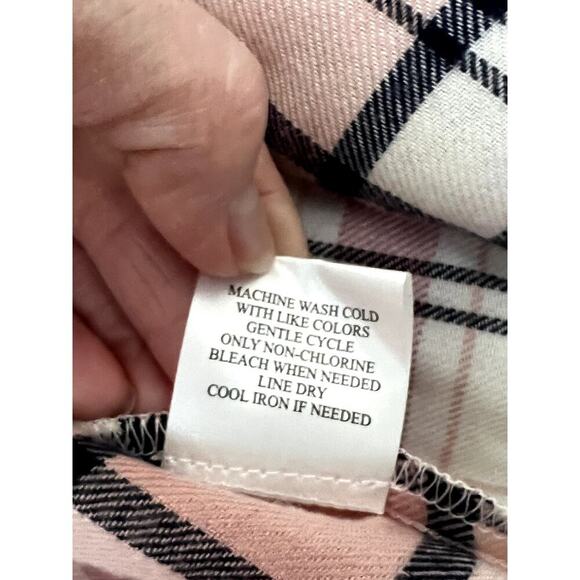 MACHINE WASH COLD
WITH LIKE COLORS
GENTLE CYCLE
ONLY NON-CHLORINE
BLEACH WHEN NEEDED
LINE DRY
COOL IRON IF NEEDED